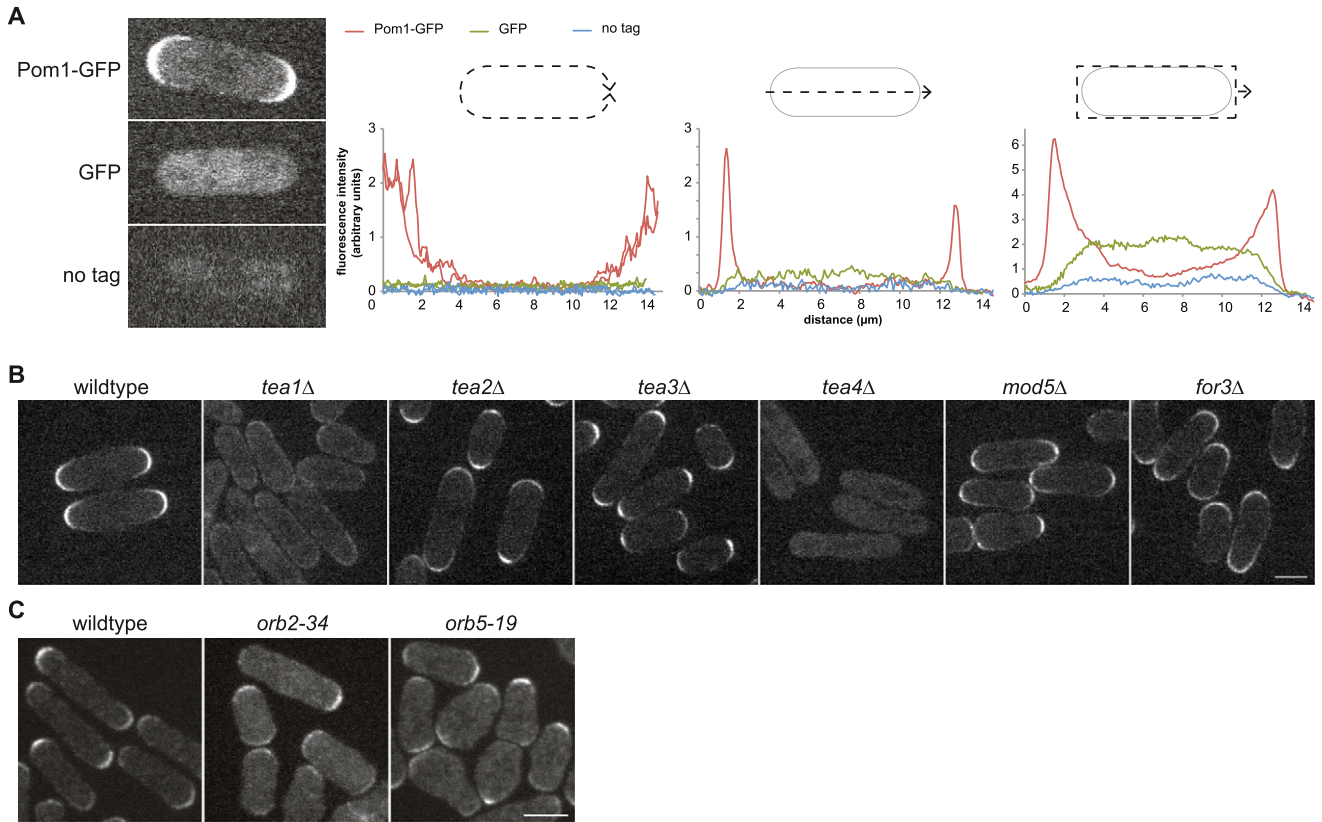 A
Pom1-GFP
GFP
no tag
Pom1-GFP
GFP
no tag
fluorescence intensity
(arbitrary units)
3
2
1
0
0
2
4
6
8
10
12
14
3
2
1
0
0
2
4
6
8
10
12
14
distance (µm)
6
5
4
3
2
1
0
0
2
4
6
8
10
12
14
B
wildtype
tea1Δ
tea2Δ
tea3Δ
tea4Δ
mod5Δ
for3Δ
C
wildtype
orb2-34
orb5-19